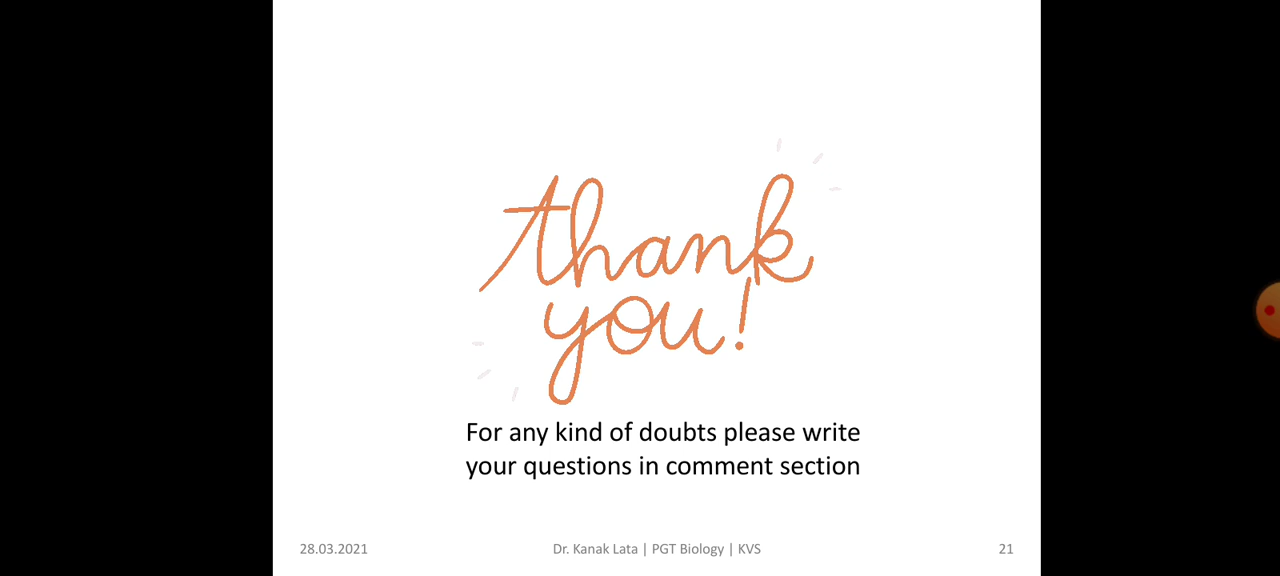 thank
you!
For any kind of doubts please write
your questions in comment section
28.03.2021
Dr. Kanak Lata | PGT Biology | KVS
21